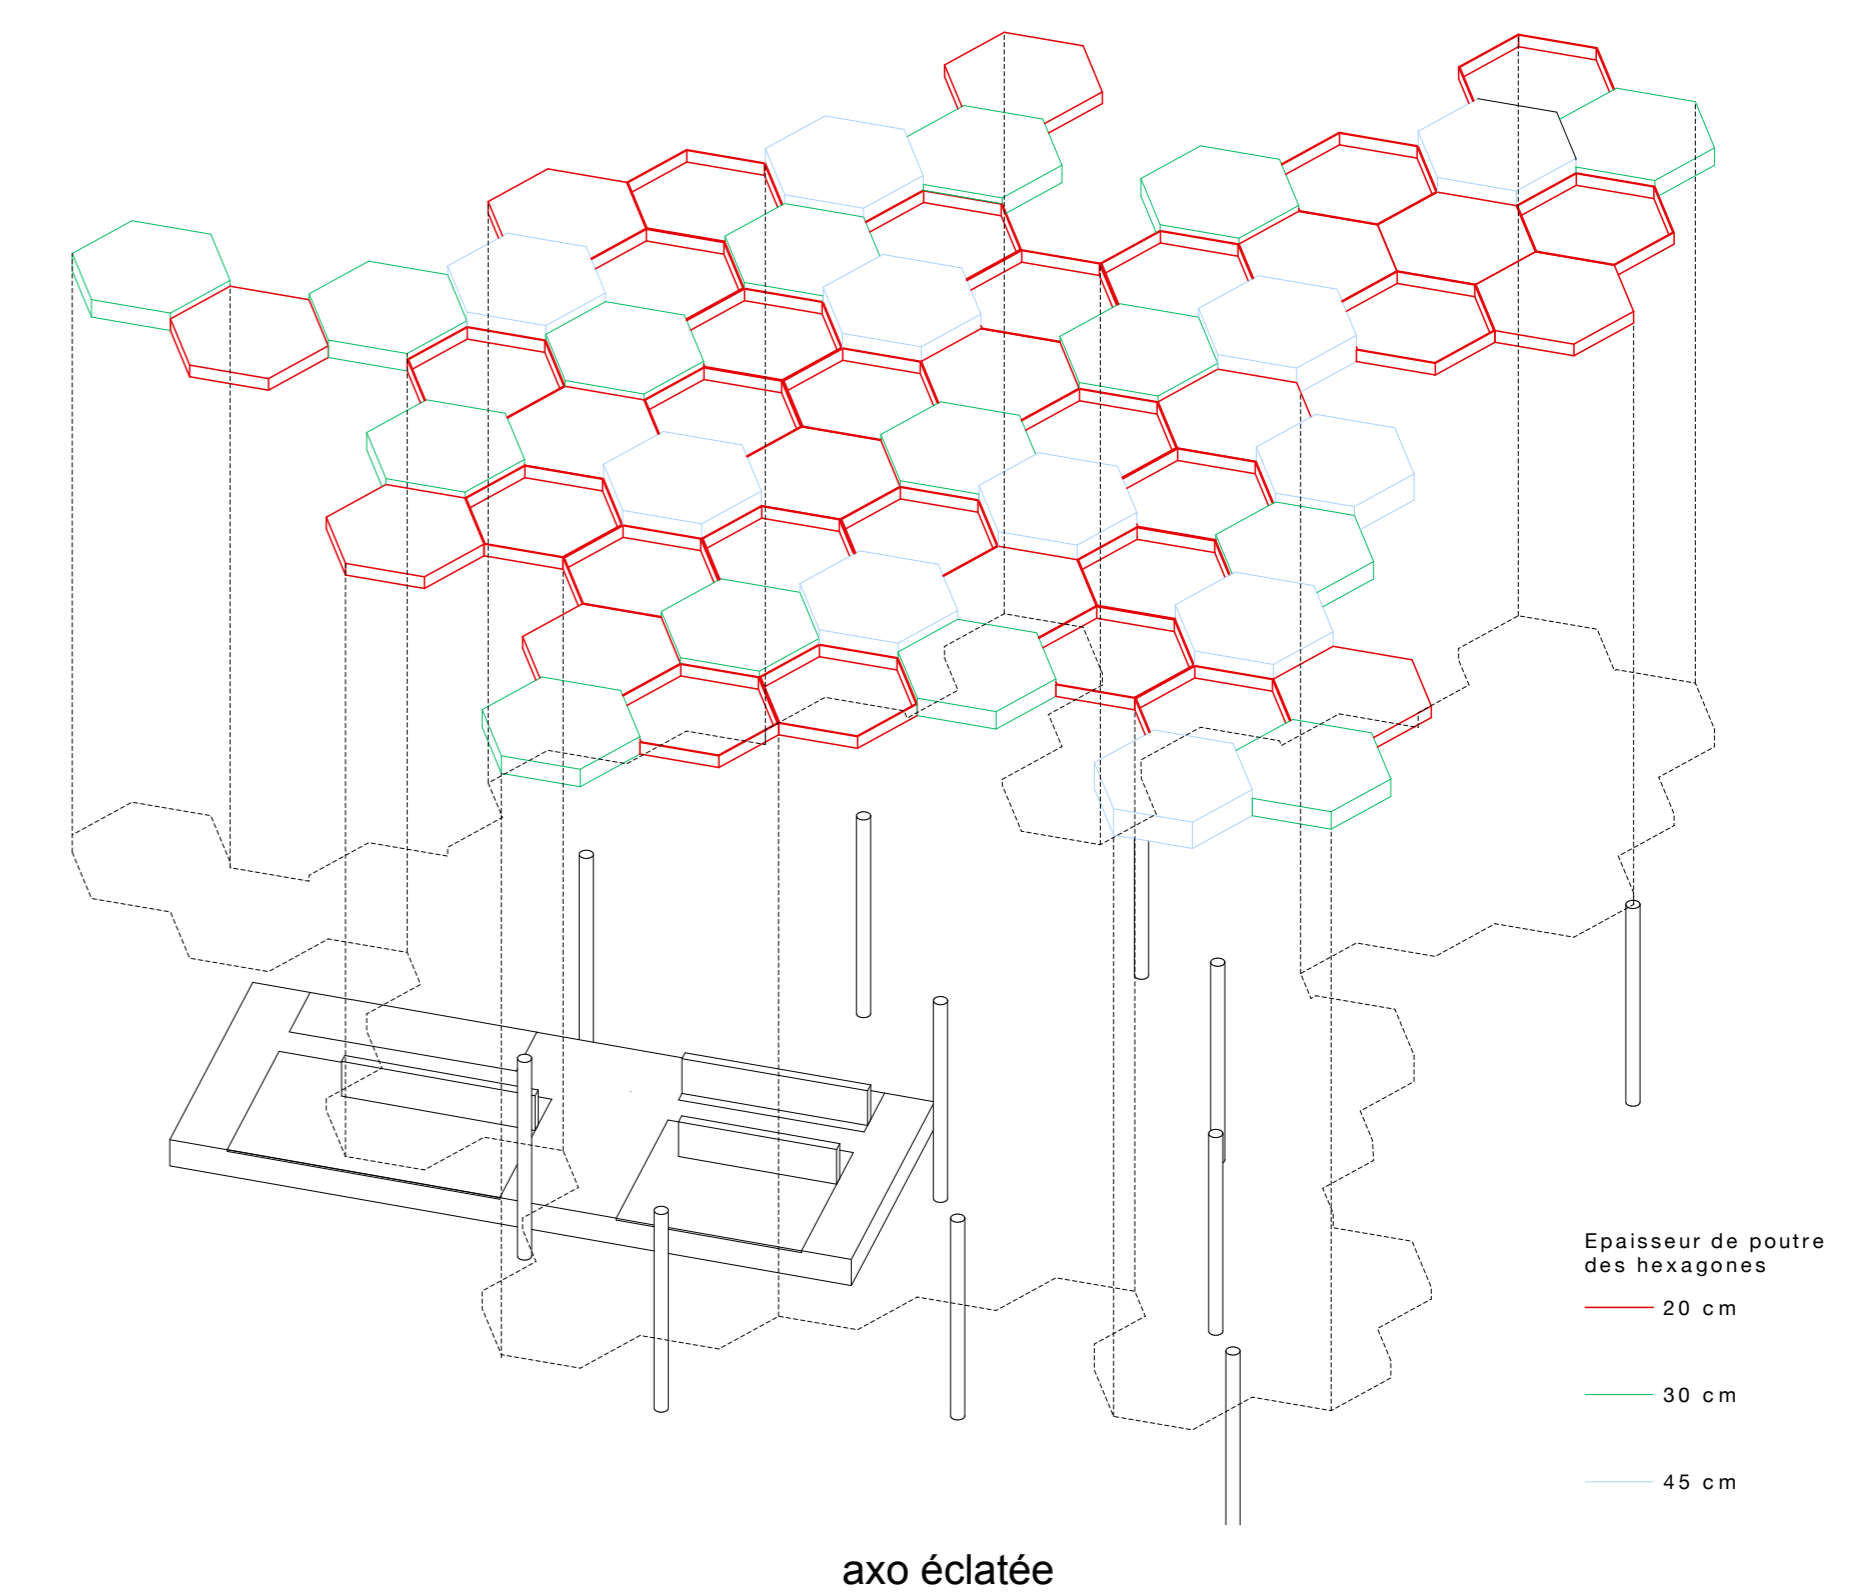 Epaisseur de poutre
des hexagones
20 cm
30 cm
45 cm
axo éclatée